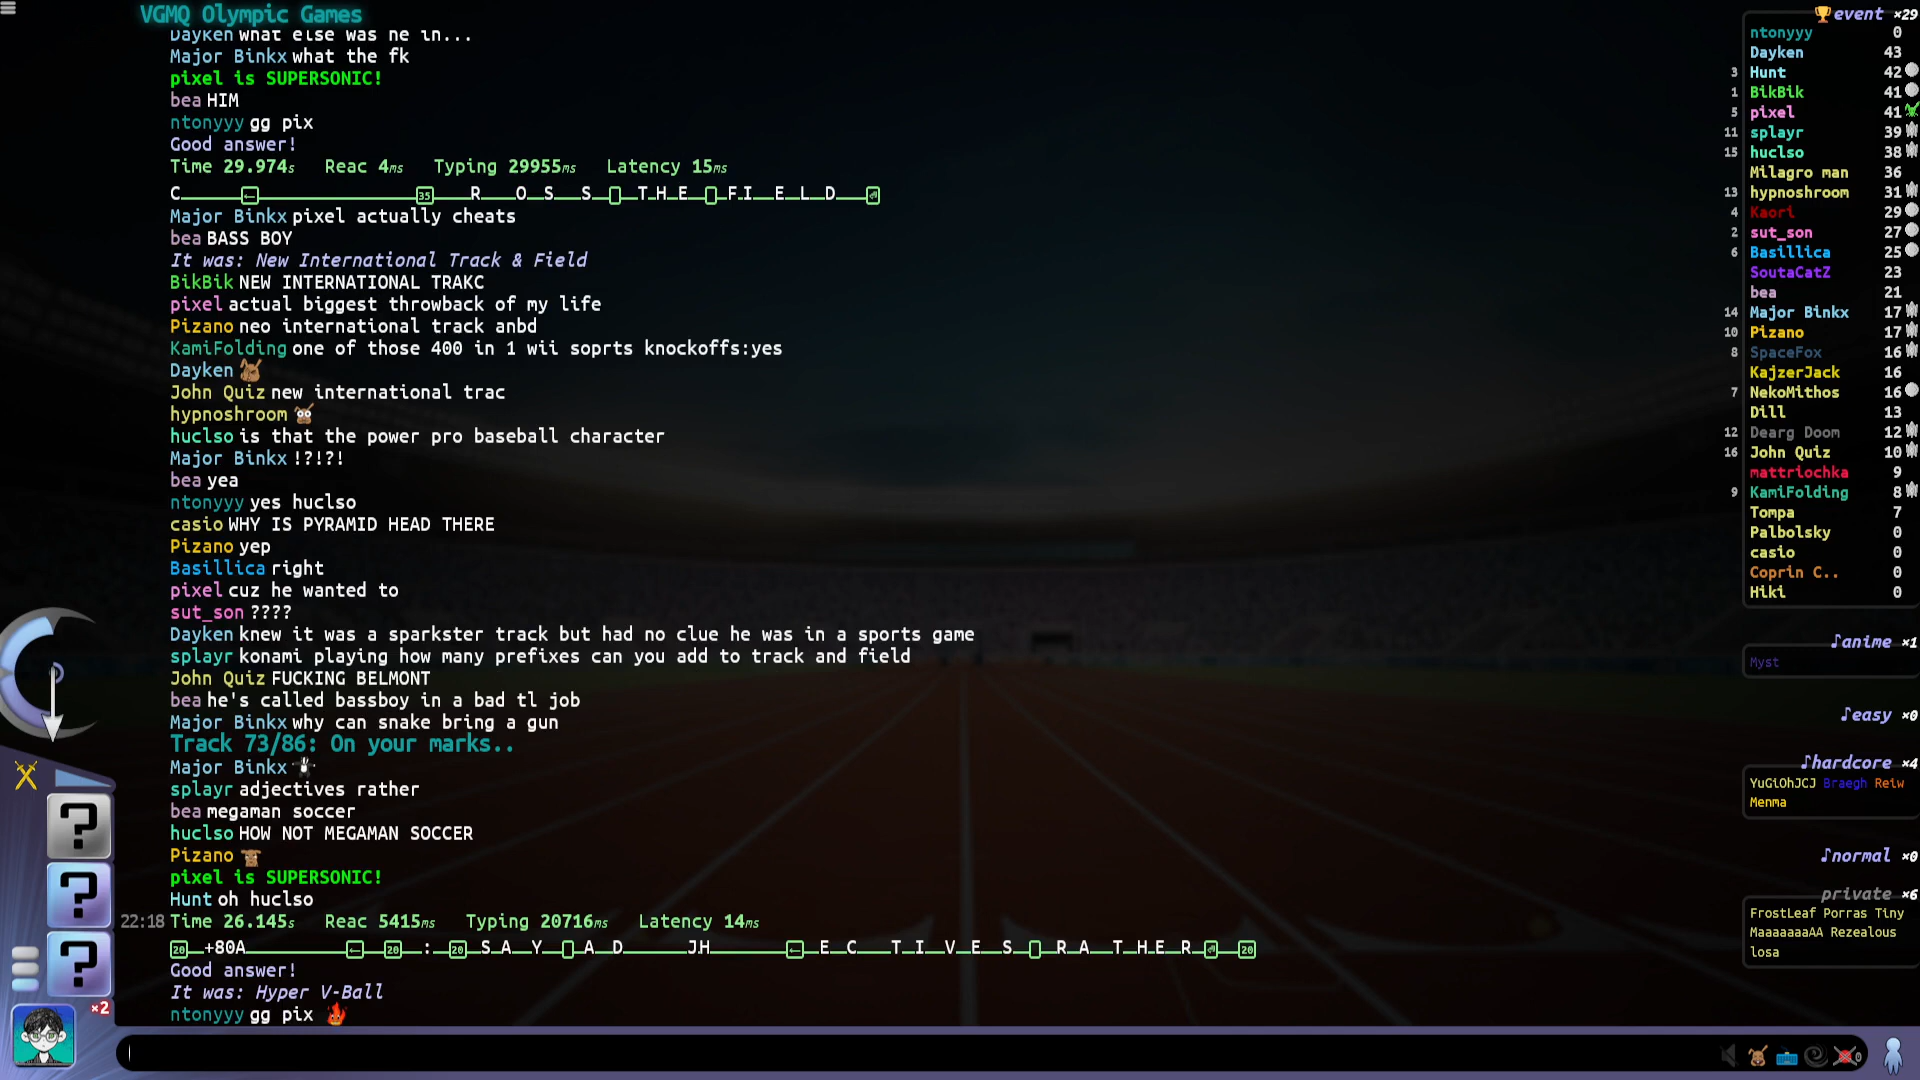 VGMQ Olympic Games
Dayken what else was he in...
Major Binkx what the fk
pixel is SUPERSONIC!
bea HIM
ntonyyy gg pix
Good answer!
Time 29.974s Reac 4ms Typing 29955ms Latency 15ms
C ← 35 R O S S T H E F I E L D
Major Binkx pixel actually cheats
bea BASS BOY
It was: New International Track & Field
BikBik NEW INTERNATIONAL TRAKC
pixel actual biggest throwback of my life
Pizano neo international track anbd
KamiFolding one of those 400 in 1 wii soprts knockoffs:yes
Dayken
John Quiz new international trac
hypnoshroom
huclso is that the power pro baseball character
Major Binkx !?!?!
bea yea
ntonyyy yes huclso
casio WHY IS PYRAMID HEAD THERE
Pizano yep
Basillica right
pixel cuz he wanted to
sut_son ????
Dayken knew it was a sparkster track but had no clue he was in a sports game
splayr konami playing how many prefixes can you add to track and field
John Quiz FUCKING BELMONT
bea he's called bassboy in a bad tl job
Major Binkx why can snake bring a gun
Track 73/86: On your marks..
Major Binkx
splayr adjectives rather
bea megaman soccer
huclso HOW NOT MEGAMAN SOCCER
Pizano
pixel is SUPERSONIC!
Hunt oh huclso
22:18 Time 26.145s Reac 5415ms Typing 20716ms Latency 14ms
20 +80A ← 20 : 20 S A Y A D JH ← E C T I V E S R A T H E R 20
Good answer!
It was: Hyper V-Ball
ntonyyy gg pix
? 
?
?
×2
event ×29
ntonyyy 0
Dayken 43
3 Hunt 42
1 BikBik 41
5 pixel 41
11 splayr 39
15 huclso 38
Milagro man 36
13 hypnoshroom 31
4 Kaori 29
2 sut_son 27
6 Basillica 25
SoutaCatZ 23
bea 21
14 Major Binkx 17
10 Pizano 17
8 SpaceFox 16
KajzerJack 16
7 NekoMithos 16
Dill 13
12 Dearg Doom 12
16 John Quiz 10
mattriochka 9
9 KamiFolding 8
Tompa 7
Palbolsky 0
casio 0
Coprin C.. 0
Hiki 0
♪anime ×1
Myst
♪easy ×0
♪hardcore ×4
YuGiOhJCJ Braegh Reiw
Menma
♪normal ×0
private ×6
FrostLeaf Porras Tiny
MaaaaaaaAA Rezealous
losa
0